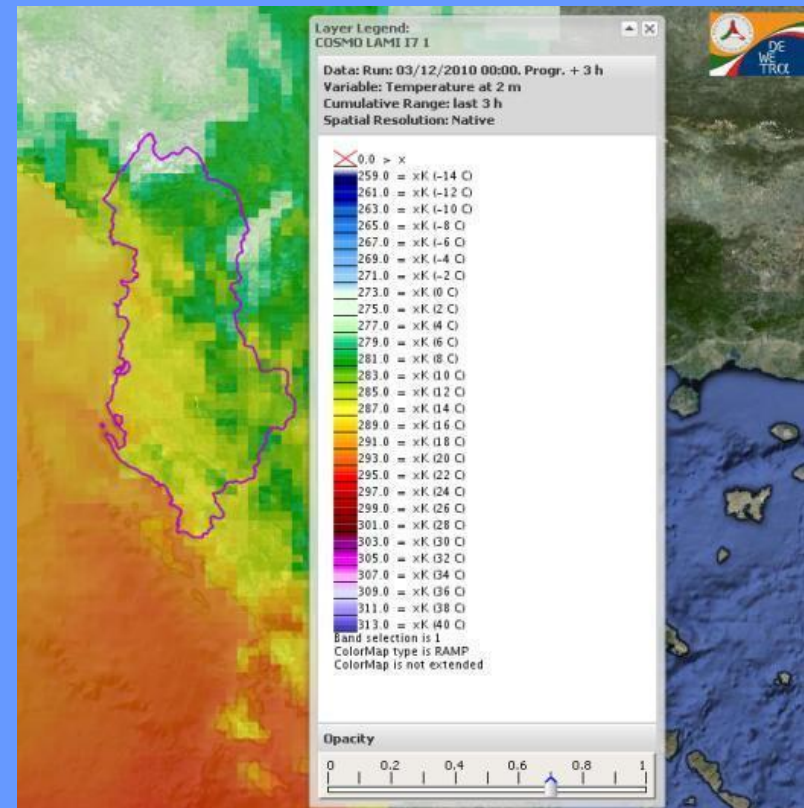 Layer Legend:
COSMO LAMI I7 1
Data: Run: 03/12/2010 00:00. Progr. + 3 h
Variable: Temperature at 2 m
Cumulative Range: last 3 h
Spatial Resolution: Native
0.0 > x
259.0 = xK (-14 C)
261.0 = xK (-12 C)
263.0 = xK (-10 C)
265.0 = xK (-8 C)
267.0 = xK (-6 C)
269.0 = xK (-4 C)
271.0 = xK (-2 C)
273.0 = xK (0 C)
275.0 = xK (2 C)
277.0 = xK (4 C)
279.0 = xK (6 C)
281.0 = xK (8 C)
283.0 = xK (10 C)
285.0 = xK (12 C)
287.0 = xK (14 C)
289.0 = xK (16 C)
291.0 = xK (18 C)
293.0 = xK (20 C)
295.0 = xK (22 C)
297.0 = xK (24 C)
299.0 = xK (26 C)
301.0 = xK (28 C)
303.0 = xK (30 C)
305.0 = xK (32 C)
307.0 = xK (34 C)
309.0 = xK (36 C)
311.0 = xK (38 C)
313.0 = xK (40 C)
Band selection is 1
ColorMap type is RAMP
ColorMap is not extended
Opacity
0 0.2 0.4 0.6 0.8 1
DE
WE
TRα